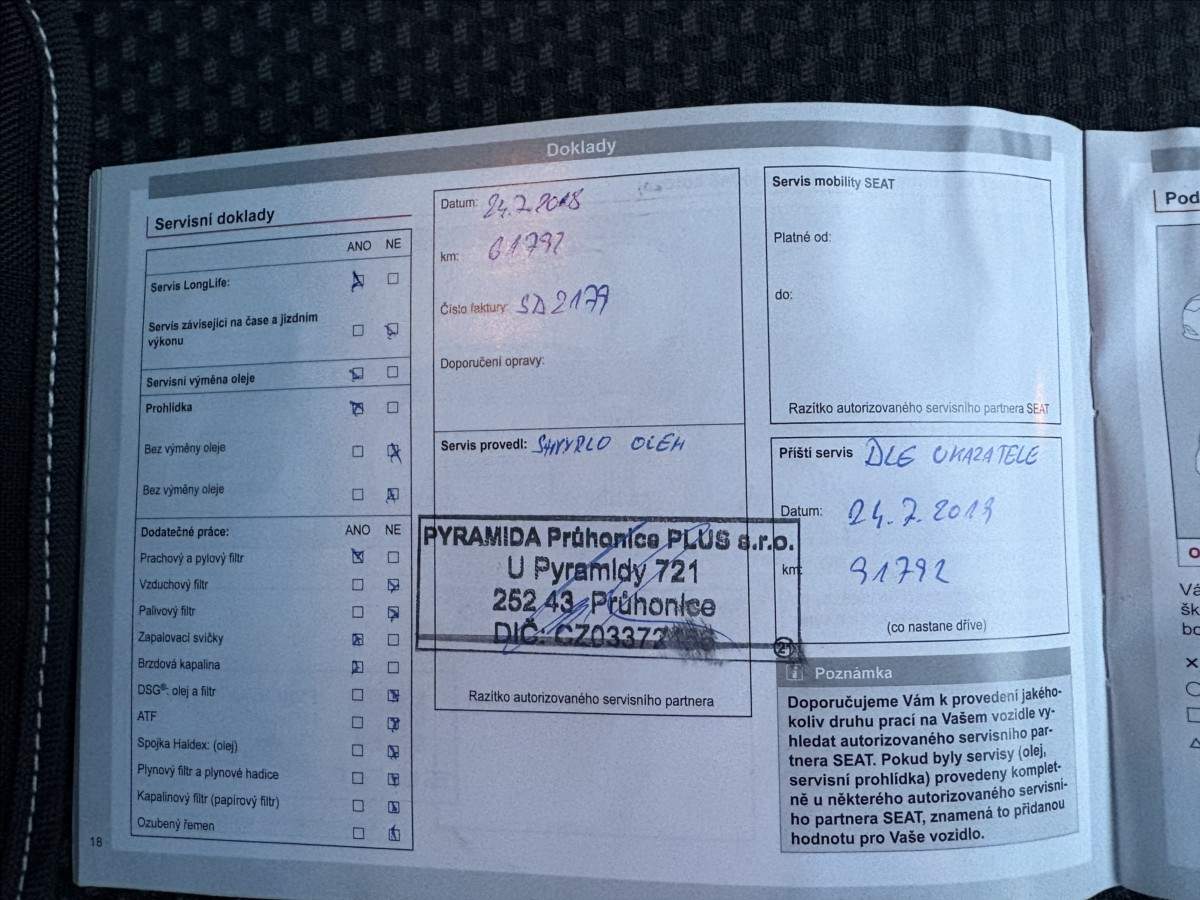 Doklady
Servisní doklady
ANO NE
Servis LongLife:
Servis závisející na čase a jízdním
výkonu
Servisní výměna oleje
Prohlídka
Bez výměny oleje
Bez výměny oleje
Dodatečné práce: ANO NE
Prachový a pylový filtr
Vzduchový filtr
Palivový filtr
Zapalovací svíčky
Brzdová kapalina
DSG®: olej a filtr
ATF
Spojka Haldex: (olej)
Plynový filtr a plynové hadice
Kapalinový filtr (papírový filtr)
Ozubený řemen
18
Datum: 24.7.2018
km: 61792
Číslo faktury: SD2177
Doporučení opravy:
Servis provedl: OLEH
PYRAMIDA Průhonice PLUS s.r.o.
U Pyramidy 721
252 43 Průhonice
DIČ:
21
Razítko autorizovaného servisního partnera
Servis mobility SEAT
Platné od:
do:
Razítko autorizovaného servisního partnera SEAT
Příští servis DLE UKAZATELE
Datum: 24.7.2019
km: 91792
(co nastane dříve)
i Poznámka
Doporučujeme Vám k provedení jakého-
koliv druhu prací na Vašem vozidle vy-
hledat autorizovaného servisního par-
tnera SEAT. Pokud byly servisy (olej,
servisní prohlídka) provedeny komplet-
ně u některého autorizovaného servisní-
ho partnera SEAT, znamená to přidanou
hodnotu pro Vaše vozidlo.
Pod